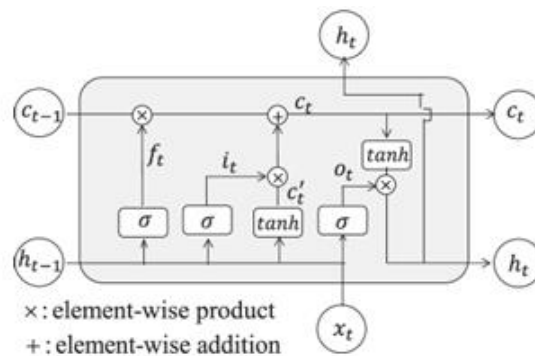 h_t
c_{t-1}
c_t
c_t
f_t
i_t
c'_t
o_t
tanh
σ
σ
tanh
σ
h_{t-1}
h_t
x_t
×: element-wise product
+: element-wise addition